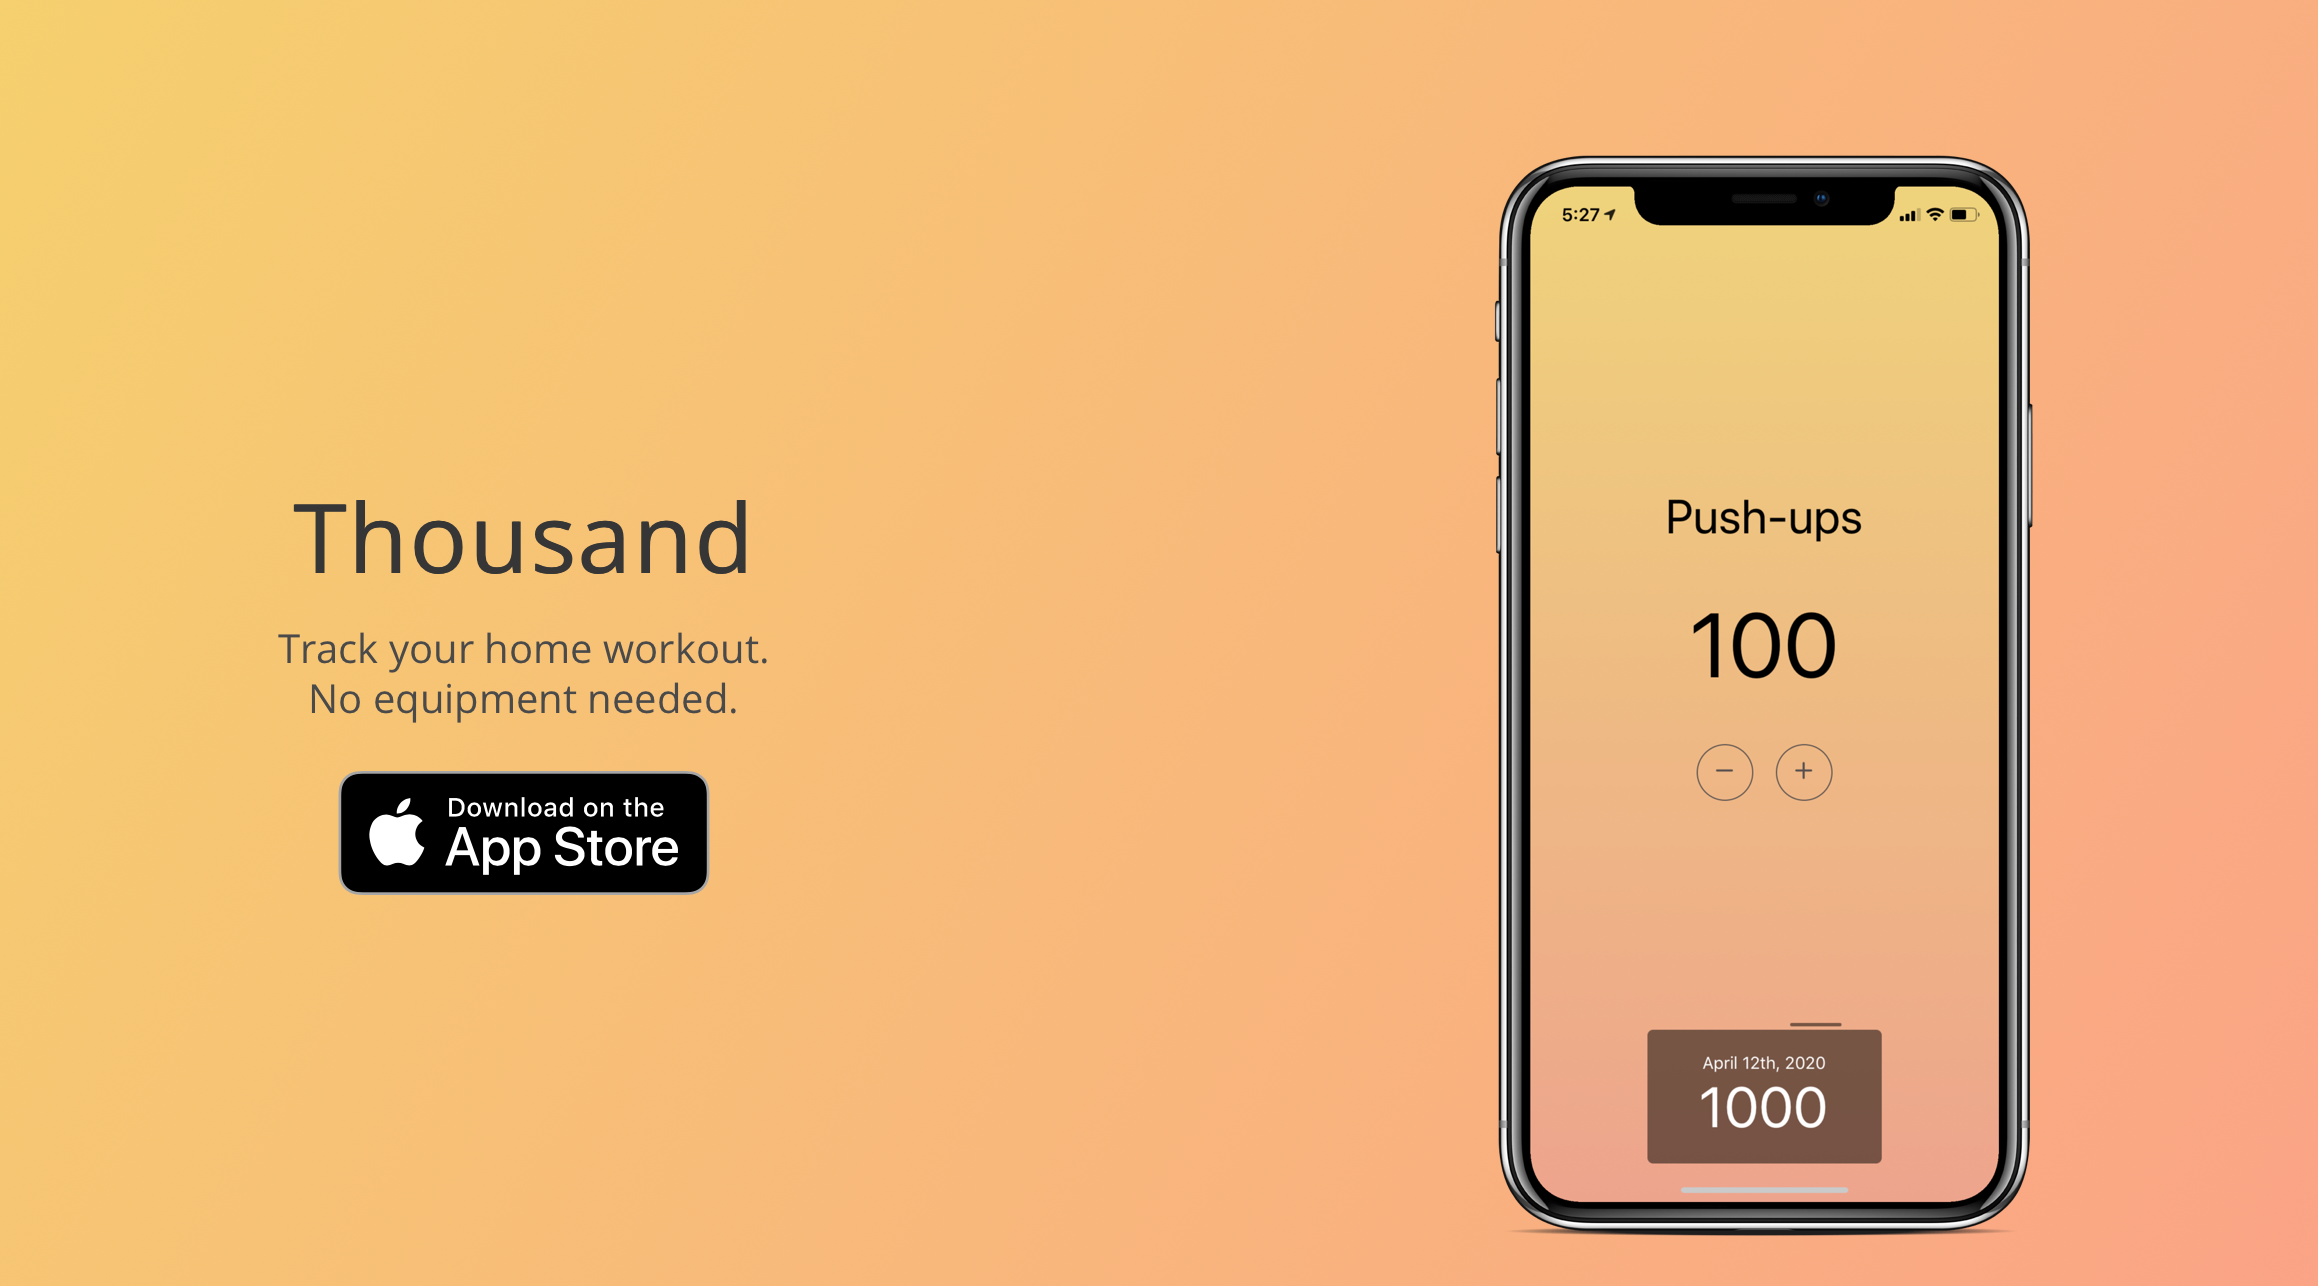 Thousand
Track your home workout.
No equipment needed.
Download on the
App Store
5:27
Push-ups
100
− +
April 12th, 2020
1000